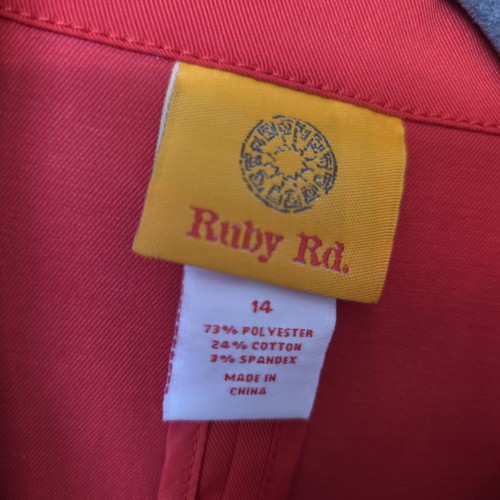 Ruby Rd.
14
73% POLYESTER
24% COTTON
3% SPANDEX
MADE IN
CHINA